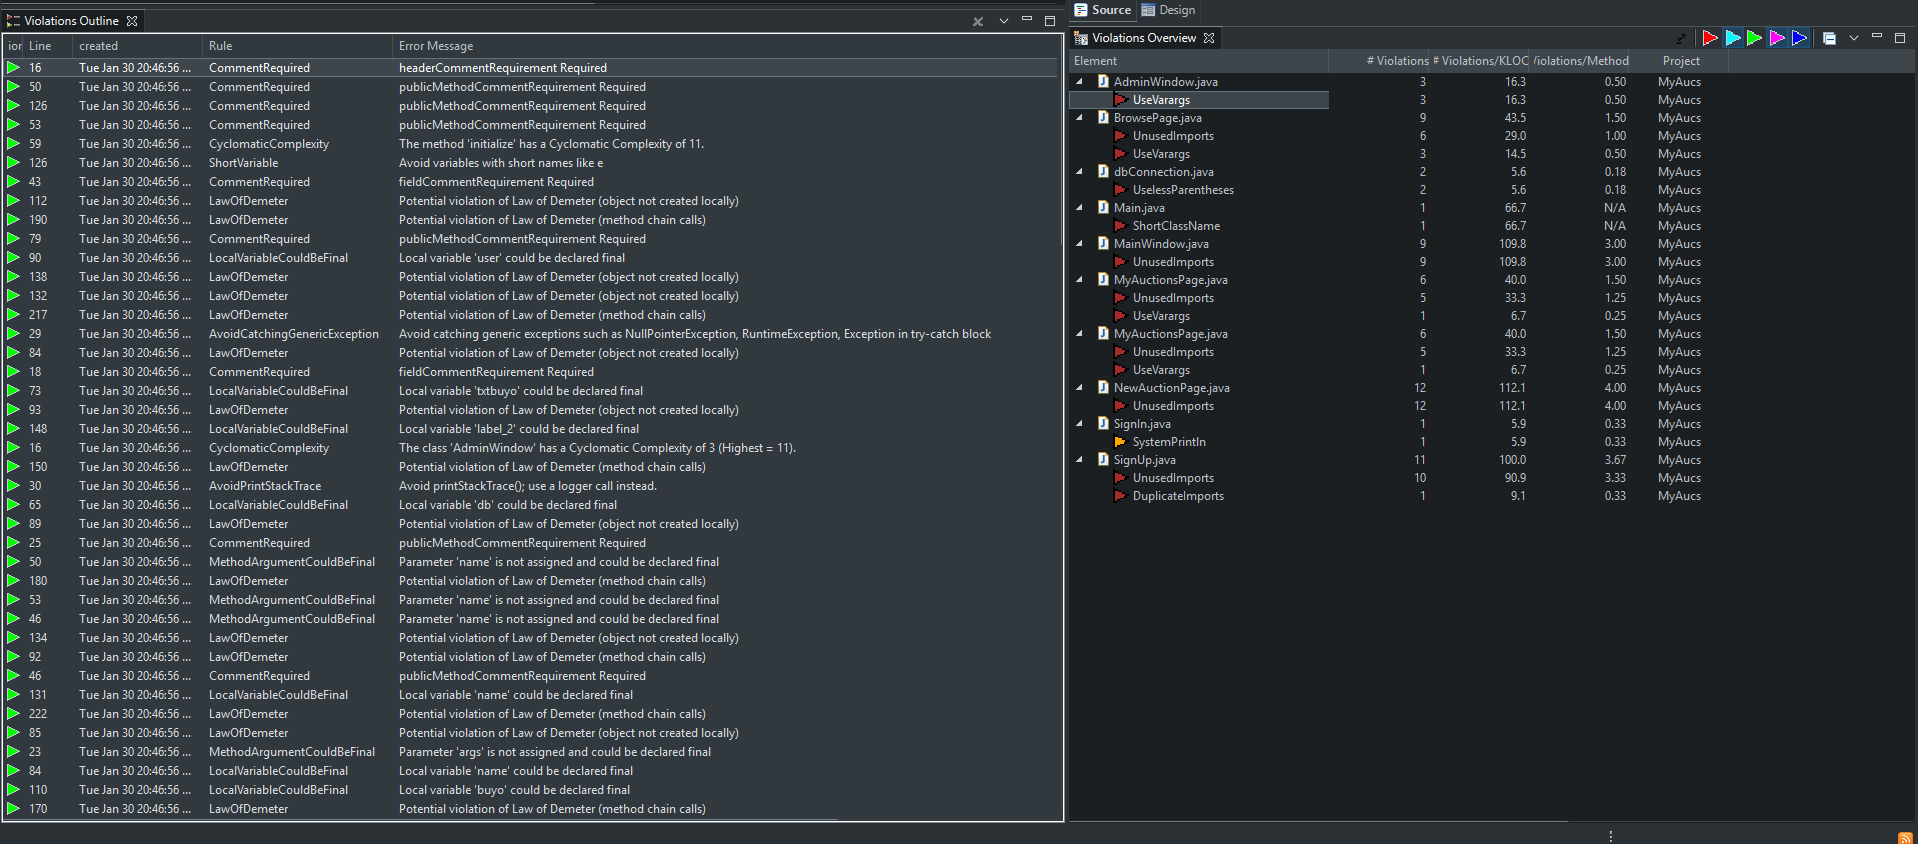 Violations Outline
ior Line created Rule Error Message
16 Tue Jan 30 20:46:56 ... CommentRequired headerCommentRequirement Required
50 Tue Jan 30 20:46:56 ... CommentRequired publicMethodCommentRequirement Required
126 Tue Jan 30 20:46:56 ... CommentRequired publicMethodCommentRequirement Required
53 Tue Jan 30 20:46:56 ... CommentRequired publicMethodCommentRequirement Required
59 Tue Jan 30 20:46:56 ... CyclomaticComplexity The method 'initialize' has a Cyclomatic Complexity of 11.
126 Tue Jan 30 20:46:56 ... ShortVariable Avoid variables with short names like e
43 Tue Jan 30 20:46:56 ... CommentRequired fieldCommentRequirement Required
112 Tue Jan 30 20:46:56 ... LawOfDemeter Potential violation of Law of Demeter (object not created locally)
190 Tue Jan 30 20:46:56 ... LawOfDemeter Potential violation of Law of Demeter (method chain calls)
79 Tue Jan 30 20:46:56 ... CommentRequired publicMethodCommentRequirement Required
90 Tue Jan 30 20:46:56 ... LocalVariableCouldBeFinal Local variable 'user' could be declared final
138 Tue Jan 30 20:46:56 ... LawOfDemeter Potential violation of Law of Demeter (object not created locally)
132 Tue Jan 30 20:46:56 ... LawOfDemeter Potential violation of Law of Demeter (object not created locally)
217 Tue Jan 30 20:46:56 ... LawOfDemeter Potential violation of Law of Demeter (method chain calls)
29 Tue Jan 30 20:46:56 ... AvoidCatchingGenericException Avoid catching generic exceptions such as NullPointerException, RuntimeException, Exception in try-catch block
84 Tue Jan 30 20:46:56 ... LawOfDemeter Potential violation of Law of Demeter (object not created locally)
18 Tue Jan 30 20:46:56 ... CommentRequired fieldCommentRequirement Required
73 Tue Jan 30 20:46:56 ... LocalVariableCouldBeFinal Local variable 'txtbuyo' could be declared final
93 Tue Jan 30 20:46:56 ... LawOfDemeter Potential violation of Law of Demeter (object not created locally)
148 Tue Jan 30 20:46:56 ... LocalVariableCouldBeFinal Local variable 'label_2' could be declared final
16 Tue Jan 30 20:46:56 ... CyclomaticComplexity The class 'AdminWindow' has a Cyclomatic Complexity of 3 (Highest = 11).
150 Tue Jan 30 20:46:56 ... LawOfDemeter Potential violation of Law of Demeter (method chain calls)
30 Tue Jan 30 20:46:56 ... AvoidPrintStackTrace Avoid printStackTrace(); use a logger call instead.
65 Tue Jan 30 20:46:56 ... LocalVariableCouldBeFinal Local variable 'db' could be declared final
89 Tue Jan 30 20:46:56 ... LawOfDemeter Potential violation of Law of Demeter (object not created locally)
25 Tue Jan 30 20:46:56 ... CommentRequired publicMethodCommentRequirement Required
50 Tue Jan 30 20:46:56 ... MethodArgumentCouldBeFinal Parameter 'name' is not assigned and could be declared final
180 Tue Jan 30 20:46:56 ... LawOfDemeter Potential violation of Law of Demeter (method chain calls)
53 Tue Jan 30 20:46:56 ... MethodArgumentCouldBeFinal Parameter 'name' is not assigned and could be declared final
46 Tue Jan 30 20:46:56 ... MethodArgumentCouldBeFinal Parameter 'name' is not assigned and could be declared final
134 Tue Jan 30 20:46:56 ... LawOfDemeter Potential violation of Law of Demeter (object not created locally)
92 Tue Jan 30 20:46:56 ... LawOfDemeter Potential violation of Law of Demeter (method chain calls)
46 Tue Jan 30 20:46:56 ... CommentRequired publicMethodCommentRequirement Required
131 Tue Jan 30 20:46:56 ... LocalVariableCouldBeFinal Local variable 'name' could be declared final
222 Tue Jan 30 20:46:56 ... LawOfDemeter Potential violation of Law of Demeter (method chain calls)
85 Tue Jan 30 20:46:56 ... LawOfDemeter Potential violation of Law of Demeter (object not created locally)
23 Tue Jan 30 20:46:56 ... MethodArgumentCouldBeFinal Parameter 'args' is not assigned and could be declared final
84 Tue Jan 30 20:46:56 ... LocalVariableCouldBeFinal Local variable 'name' could be declared final
110 Tue Jan 30 20:46:56 ... LocalVariableCouldBeFinal Local variable 'buyo' could be declared final
170 Tue Jan 30 20:46:56 ... LawOfDemeter Potential violation of Law of Demeter (method chain calls)
Source Design
Violations Overview
Element # Violations # Violations/KLOC /iolations/Method Project
AdminWindow.java 3 16.3 0.50 MyAucs
UseVarargs 3 16.3 0.50 MyAucs
BrowsePage.java 9 43.5 1.50 MyAucs
UnusedImports 6 29.0 1.00 MyAucs
UseVarargs 3 14.5 0.50 MyAucs
dbConnection.java 2 5.6 0.18 MyAucs
UselessParentheses 2 5.6 0.18 MyAucs
Main.java 1 66.7 N/A MyAucs
ShortClassName 1 66.7 N/A MyAucs
MainWindow.java 9 109.8 3.00 MyAucs
UnusedImports 9 109.8 3.00 MyAucs
MyAuctionsPage.java 6 40.0 1.50 MyAucs
UnusedImports 5 33.3 1.25 MyAucs
UseVarargs 1 6.7 0.25 MyAucs
MyAuctionsPage.java 6 40.0 1.50 MyAucs
UnusedImports 5 33.3 1.25 MyAucs
UseVarargs 1 6.7 0.25 MyAucs
NewAuctionPage.java 12 112.1 4.00 MyAucs
UnusedImports 12 112.1 4.00 MyAucs
SignIn.java 1 5.9 0.33 MyAucs
SystemPrintln 1 5.9 0.33 MyAucs
SignUp.java 11 100.0 3.67 MyAucs
UnusedImports 10 90.9 3.33 MyAucs
DuplicateImports 1 9.1 0.33 MyAucs